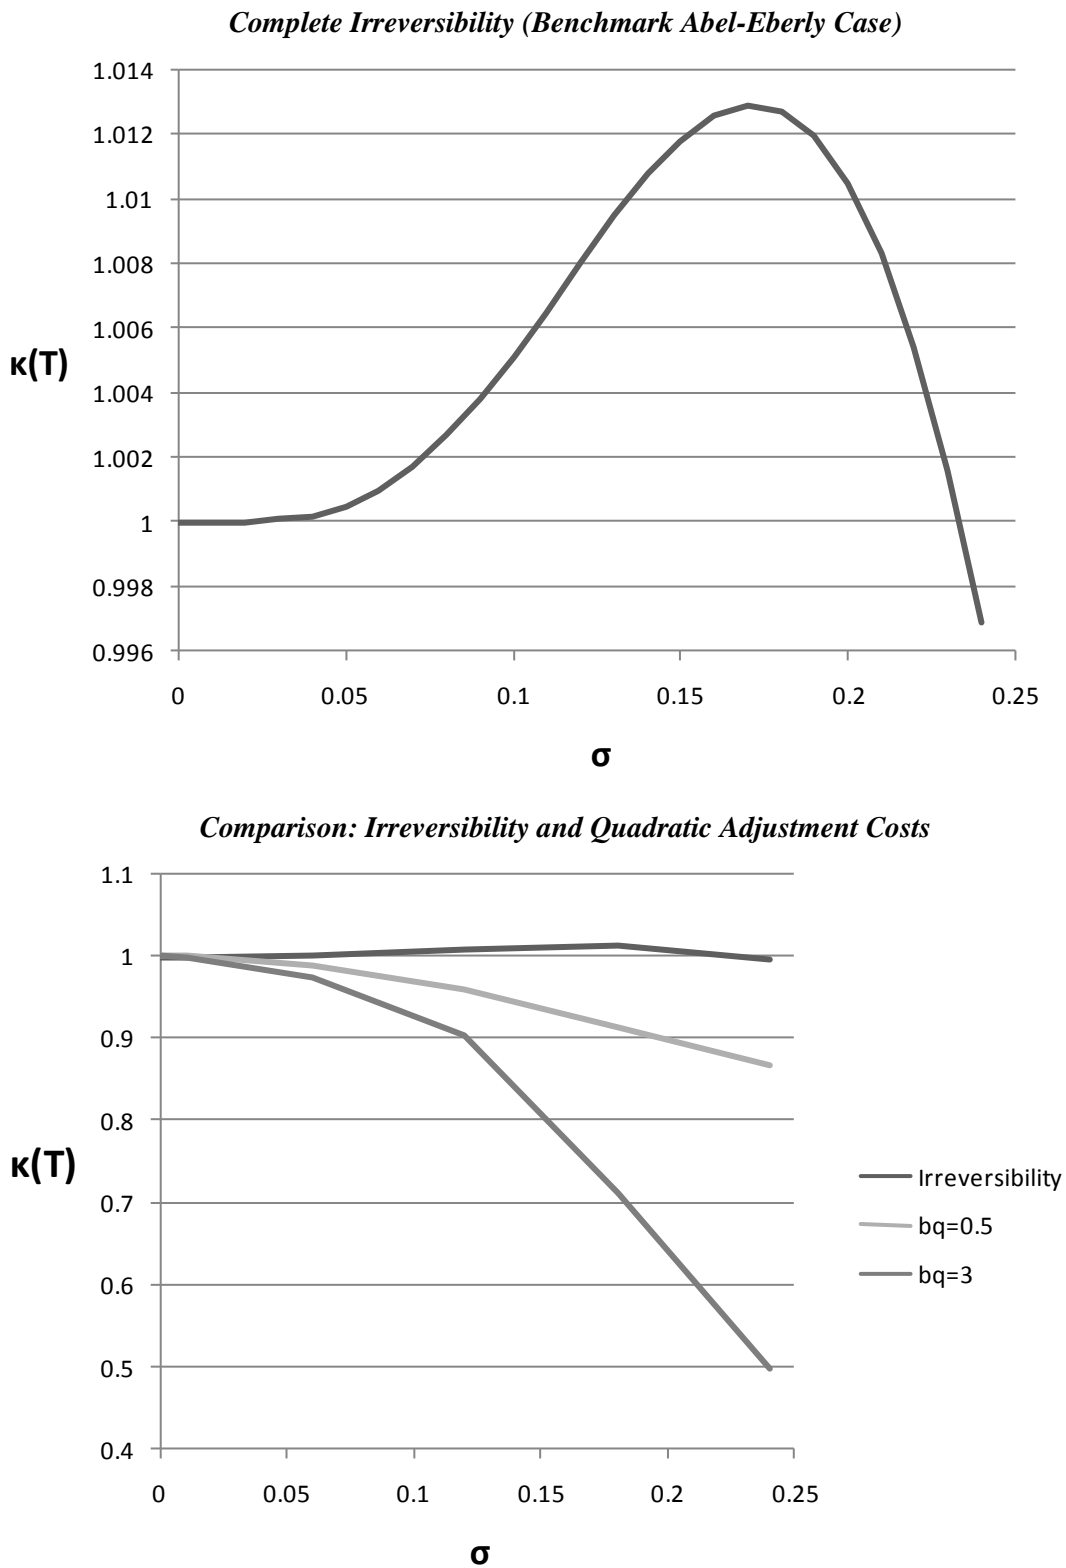 Complete Irreversibility (Benchmark Abel-Eberly Case)
1.014
1.012
1.01
1.008
1.006
1.004
1.002
1
0.998
0.996
κ(T)
0 0.05 0.1 0.15 0.2 0.25
σ
Comparison: Irreversibility and Quadratic Adjustment Costs
1.1
1
0.9
0.8
0.7
0.6
0.5
0.4
κ(T)
Irreversibility
bq=0.5
bq=3
0 0.05 0.1 0.15 0.2 0.25
σ